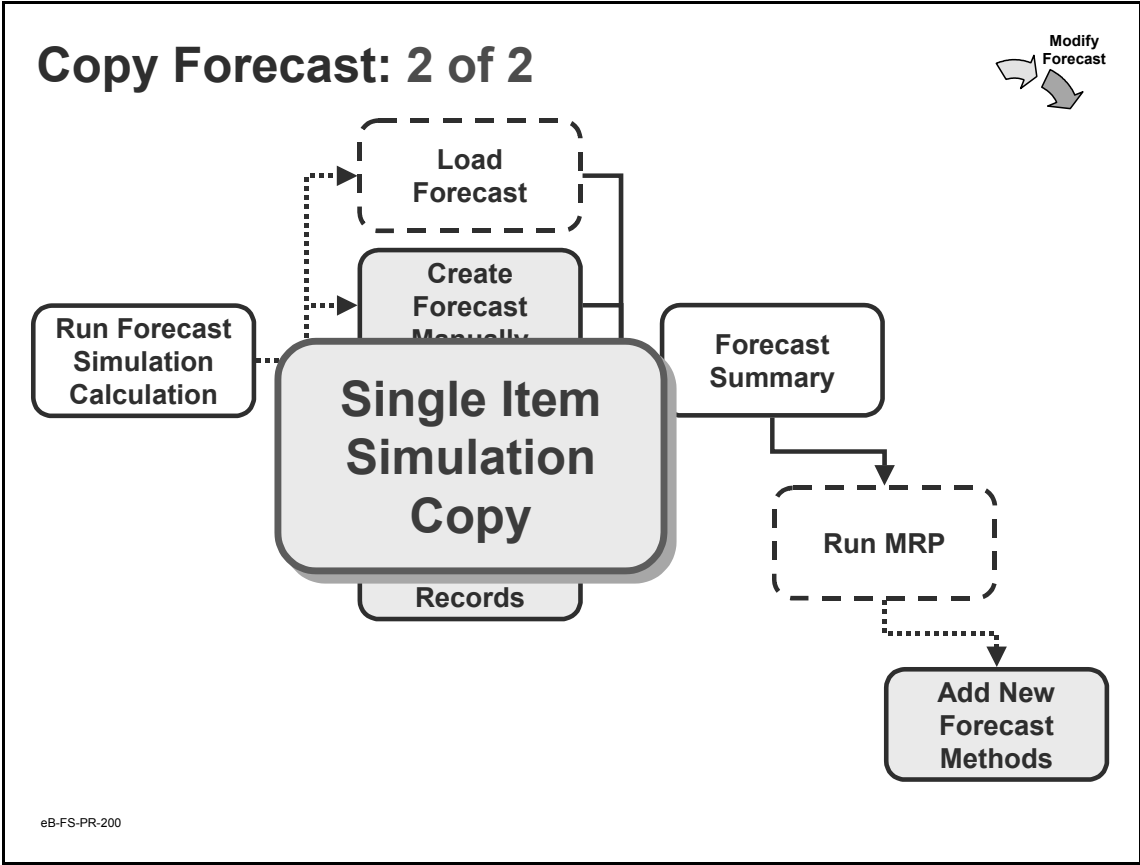 Copy Forecast: 2 of 2
Modify
Forecast
Load
Forecast
Create
Forecast
Manually
Run Forecast
Simulation
Calculation
Single Item
Simulation
Copy
Records
Forecast
Summary
Run MRP
Add New
Forecast
Methods
eB-FS-PR-200